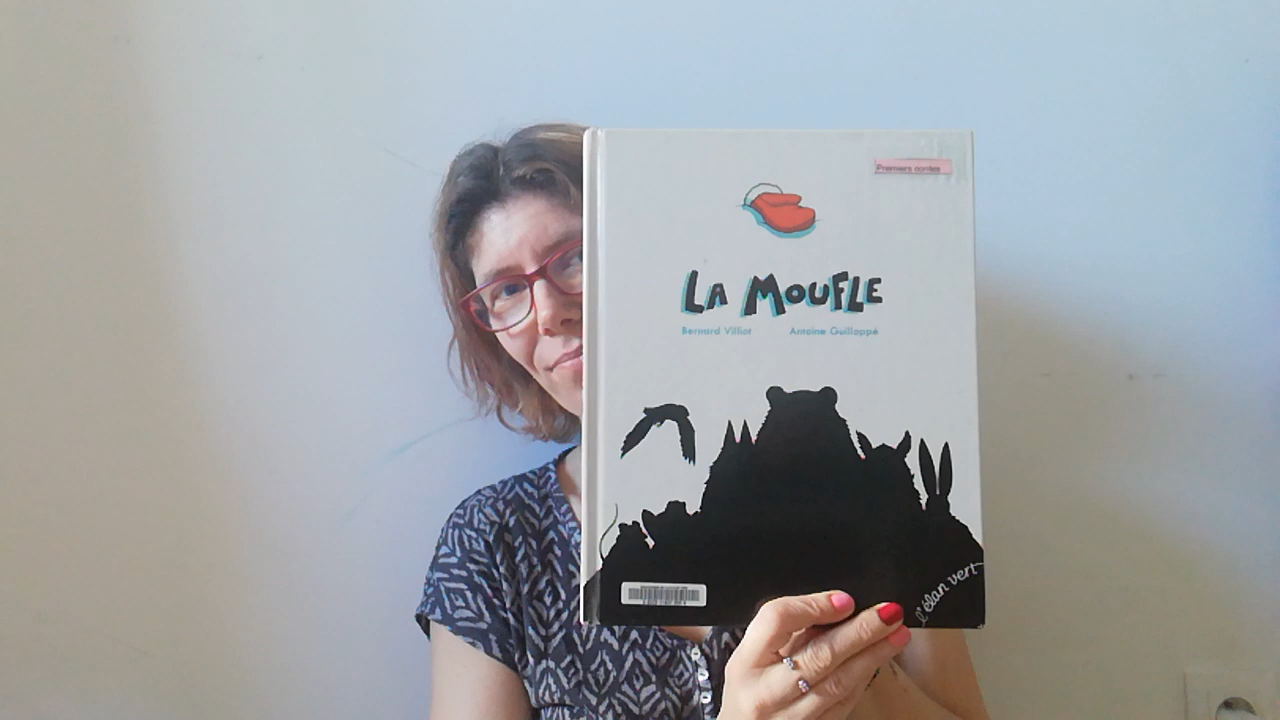 Premiers contes
LA MOUFLE
Bernard Villiot Antoine Guilloppé
l'élan vert